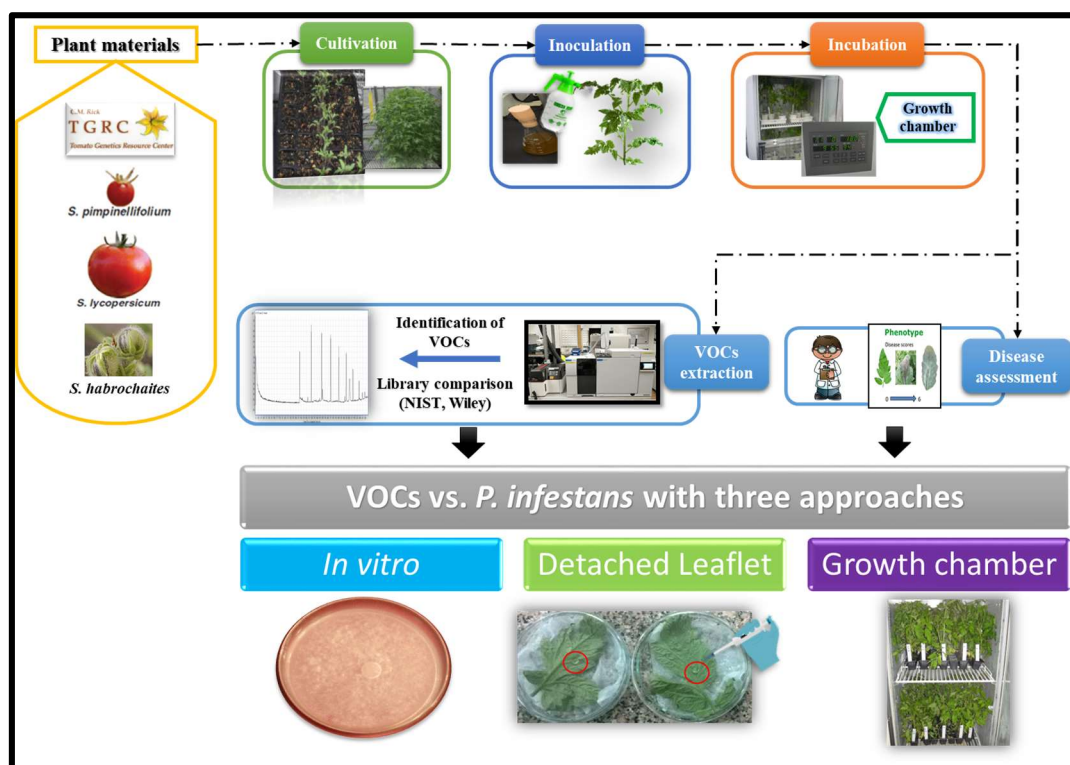 Plant materials
Cultivation
Inoculation
Incubation
C.M. Rick
TGRC
Tomato Genetics Resource Center
S. pimpinellifolium
S. lycopersicum
S. habrochaites
Growth
chamber
Identification of
VOCs
Library comparison
(NIST, Wiley)
VOCs
extraction
Phenotype
Disease scores
0
6
Disease
assessment
VOCs vs. P. infestans with three approaches
In vitro
Detached Leaflet
Growth chamber